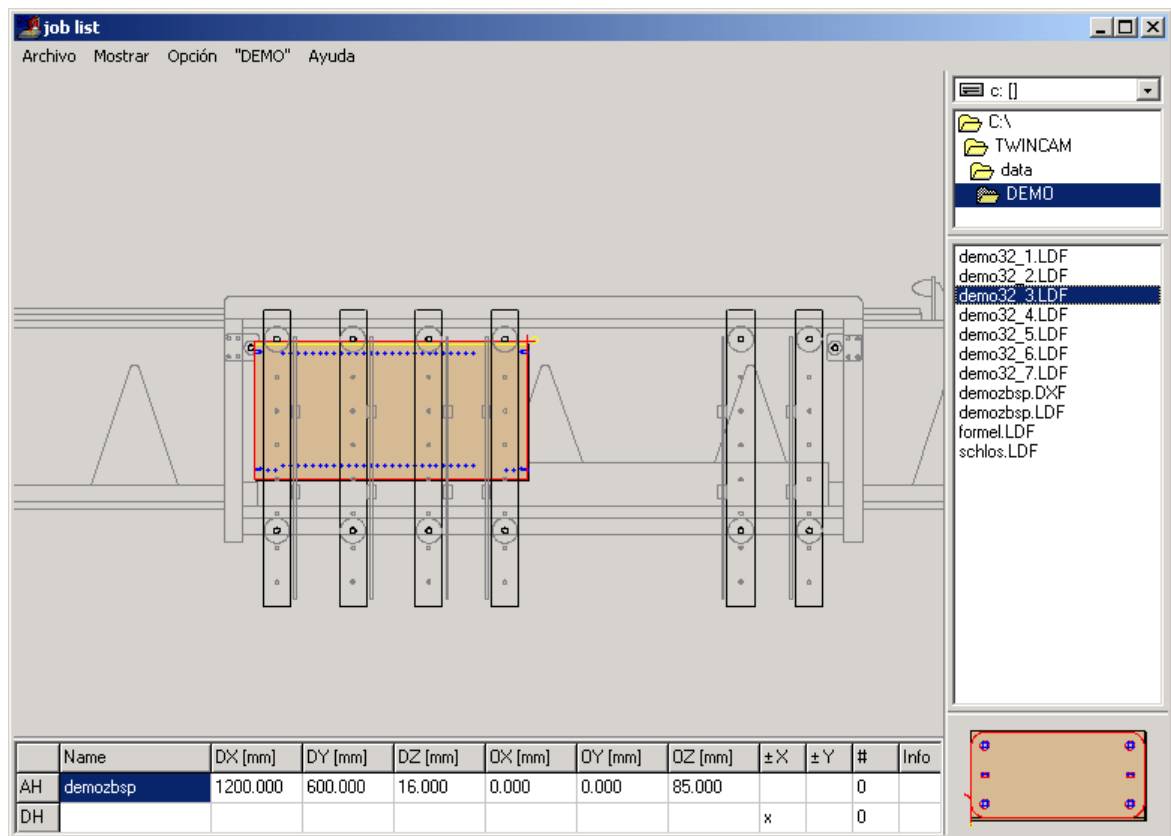 job list
Archivo Mostrar Opción "DEMO" Ayuda
c: []
C:\
TWINCAM
data
DEMO
demo32_1.LDF
demo32_2.LDF
demo32_3.LDF
demo32_4.LDF
demo32_5.LDF
demo32_6.LDF
demo32_7.LDF
demozbsp.DXF
demozbsp.LDF
formel.LDF
schlos.LDF
Name DX [mm] DY [mm] DZ [mm] OX [mm] OY [mm] OZ [mm] ±X ±Y # Info
AH demozbsp 1200.000 600.000 16.000 0.000 0.000 85.000 0
DH x 0